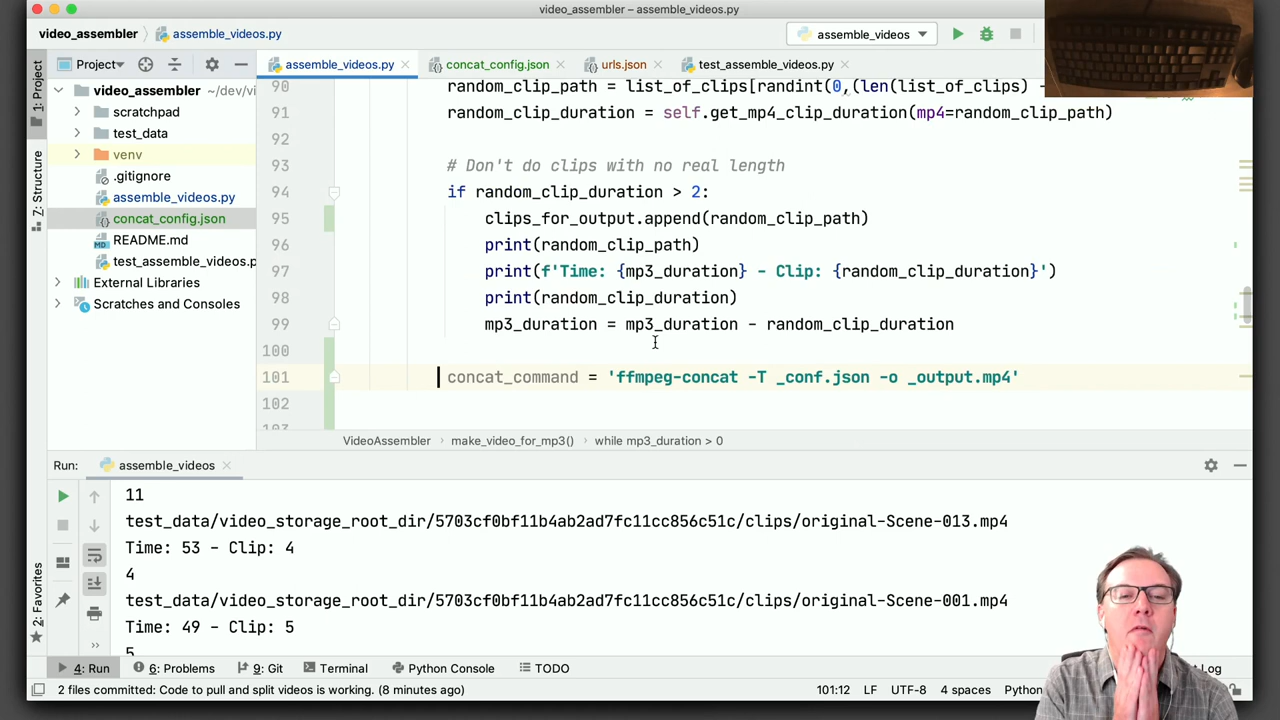 video_assembler – assemble_videos.py
video_assembler
assemble_videos.py
assemble_videos
1: Project
Project
assemble_videos.py
concat_config.json
urls.json
test_assemble_videos.py
video_assembler ~/dev/vi
scratchpad
test_data
venv
.gitignore
assemble_videos.py
concat_config.json
README.md
test_assemble_videos.p
External Libraries
Scratches and Consoles
Z: Structure
2: Favorites
90 random_clip_path = list_of_clips[randint(0,(len(list_of_clips) -
91 random_clip_duration = self.get_mp4_clip_duration(mp4=random_clip_path)
92
93 # Don't do clips with no real length
94 if random_clip_duration > 2:
95 clips_for_output.append(random_clip_path)
96 print(random_clip_path)
97 print(f'Time: {mp3_duration} - Clip: {random_clip_duration}')
98 print(random_clip_duration)
99 mp3_duration = mp3_duration - random_clip_duration
100
101 concat_command = 'ffmpeg-concat -T _conf.json -o _output.mp4'
102
103
VideoAssembler › make_video_for_mp3() › while mp3_duration > 0
Run: assemble_videos
11
test_data/video_storage_root_dir/5703cf0bf11b4ab2ad7fc11cc856c51c/clips/original-Scene-013.mp4
Time: 53 - Clip: 4
4
test_data/video_storage_root_dir/5703cf0bf11b4ab2ad7fc11cc856c51c/clips/original-Scene-001.mp4
Time: 49 - Clip: 5
5
4: Run
6: Problems
9: Git
Terminal
Python Console
TODO
Log
2 files committed: Code to pull and split videos is working. (8 minutes ago)
101:12 LF UTF-8 4 spaces Python